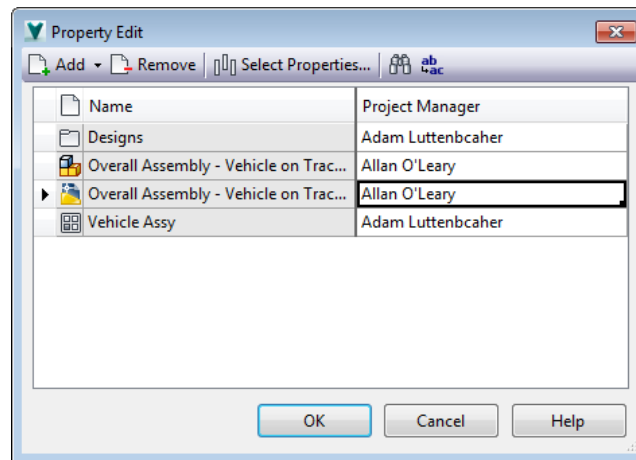 Property Edit
Add Remove Select Properties... ab ac
Name Project Manager
Designs Adam Luttenbcaher
Overall Assembly - Vehicle on Trac... Allan O'Leary
Overall Assembly - Vehicle on Trac... Allan O'Leary
Vehicle Assy Adam Luttenbcaher
OK Cancel Help